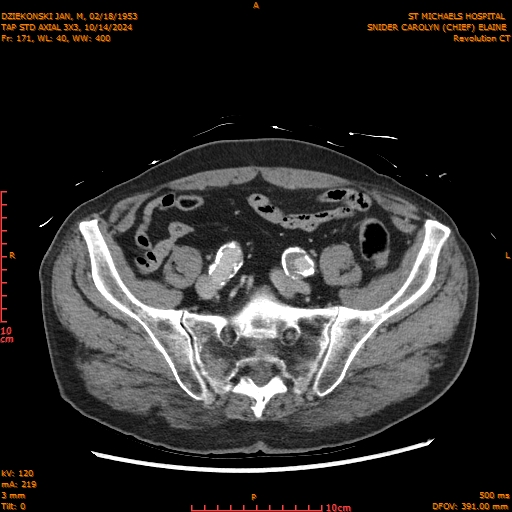 DZIEKONSKI JAN, M, 02/18/1953
TAP STD AXIAL 3X3, 10/14/2024
Fr: 171, WL: 40, WW: 400
A
ST MICHAELS HOSPITAL
SNIDER CAROLYN (CHIEF) ELAINE
Revolution CT
R
L
10
cm
kV: 120
mA: 219
3 mm
Tilt: 0
P
10cm
500 ms
DFOV: 391.00 mm